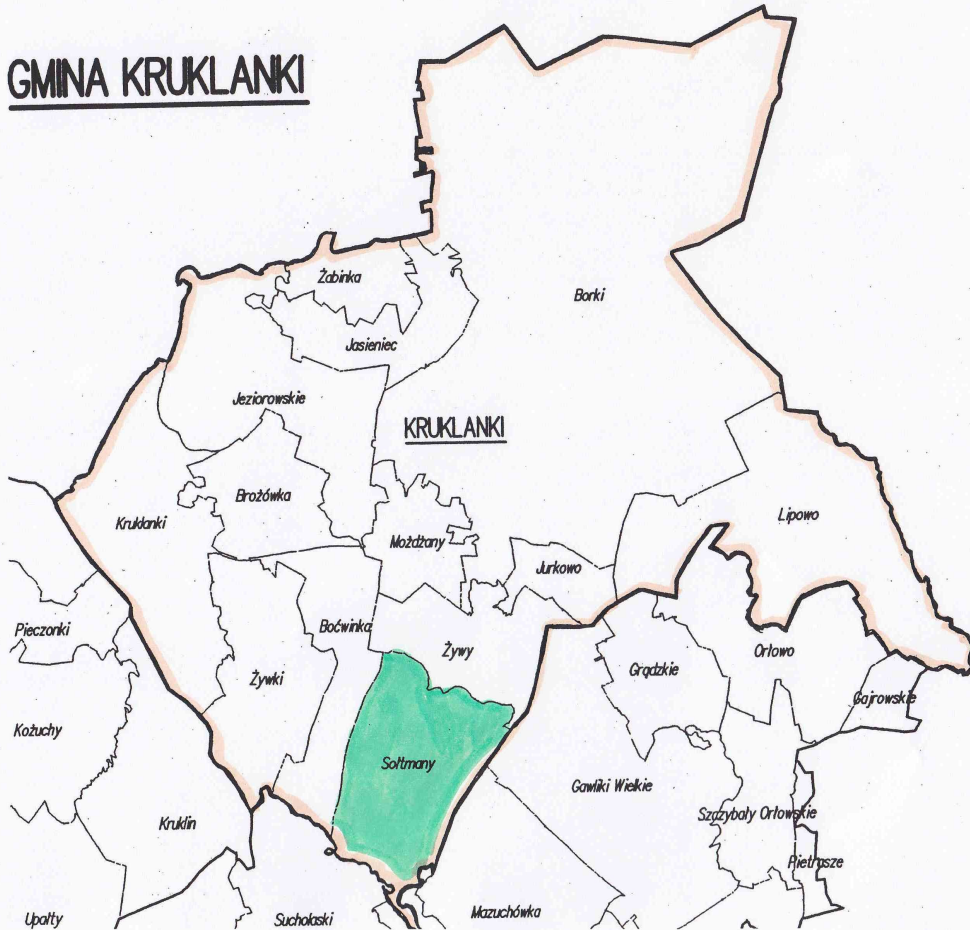 GMINA KRUKLANKI
Żabinka
Borki
Jasieniec
Jeziorowskie
KRUKLANKI
Brożówka
Kruklanki
Lipowo
Możdżany
Jurkowo
Pieczonki
Boćwinka
Żywy
Orłowo
Grądzkie
Żywki
Gajrowskie
Kożuchy
Sołtmany
Gawliki Wielkie
Szczybały Orłowskie
Kruklin
Pietrasze
Upałty
Sucholaski
Mazuchówka